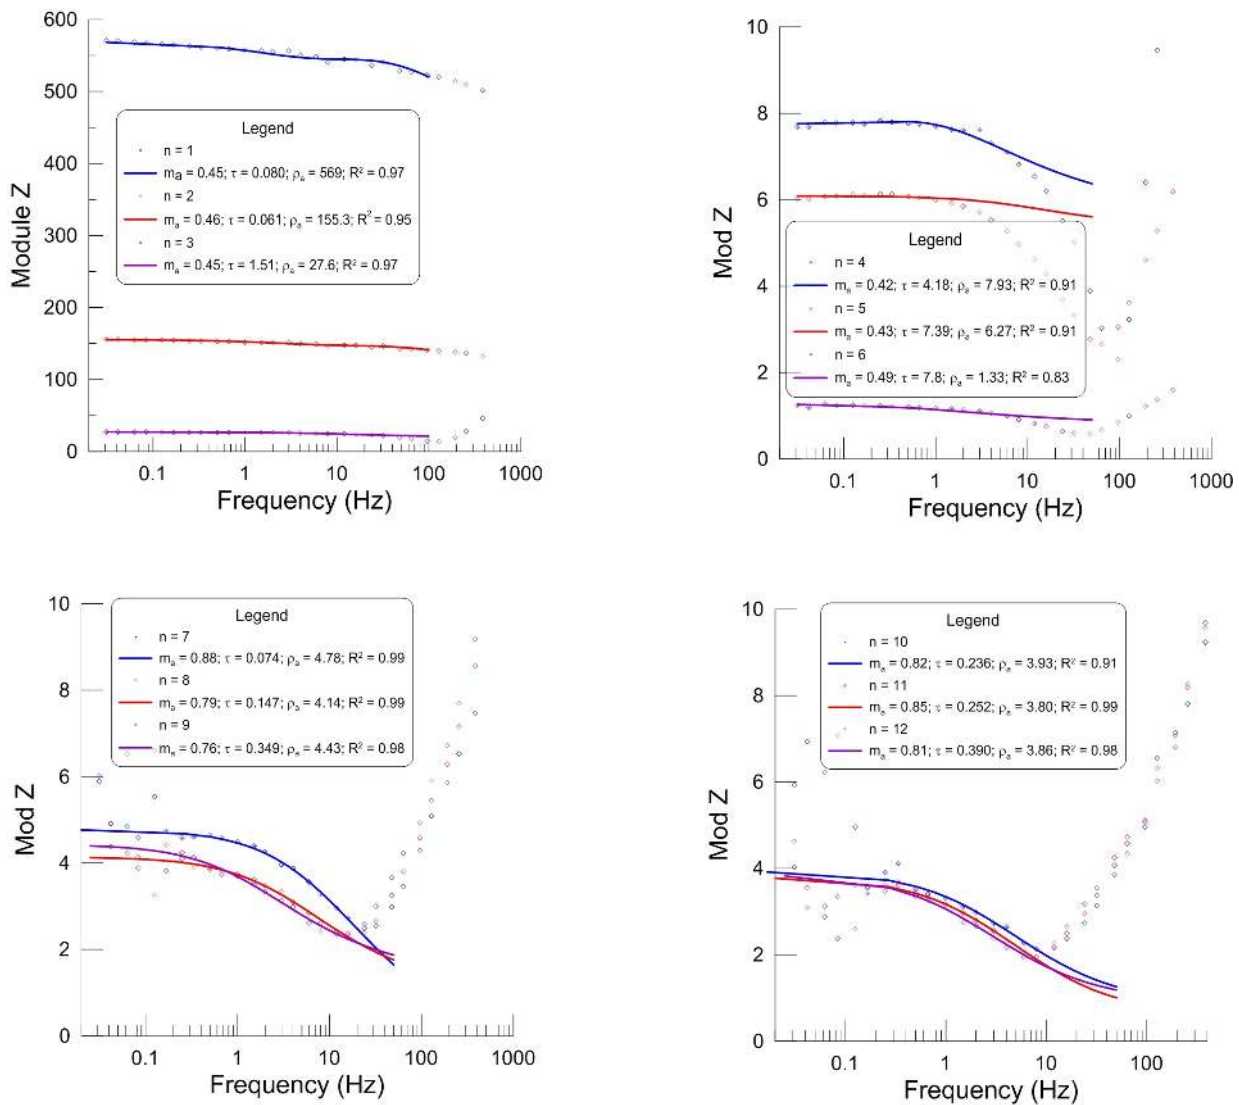 600
500
400
300
200
100
0
Module Z
Legend
n = 1
ma = 0.45; τ = 0.080; ρa = 569; R² = 0.97
n = 2
ma = 0.46; τ = 0.061; ρa = 155.3; R² = 0.95
n = 3
ma = 0.45; τ = 1.51; ρa = 27.6; R² = 0.97
0.1 1 10 100 1000
Frequency (Hz)
10
8
6
4
2
0
Mod Z
Legend
n = 4
ma = 0.42; τ = 4.18; ρa = 7.93; R² = 0.91
n = 5
ma = 0.43; τ = 7.39; ρa = 6.27; R² = 0.91
n = 6
ma = 0.49; τ = 7.8; ρa = 1.33; R² = 0.83
0.1 1 10 100 1000
Frequency (Hz)
10
8
6
4
2
0
Mod Z
Legend
n = 7
ma = 0.88; τ = 0.074; ρa = 4.78; R² = 0.99
n = 8
ma = 0.79; τ = 0.147; ρa = 4.14; R² = 0.99
n = 9
ma = 0.76; τ = 0.349; ρa = 4.43; R² = 0.98
0.1 1 10 100 1000
Frequency (Hz)
10
8
6
4
2
0
Mod Z
Legend
n = 10
ma = 0.82; τ = 0.236; ρa = 3.93; R² = 0.91
n = 11
ma = 0.85; τ = 0.252; ρa = 3.80; R² = 0.99
n = 12
ma = 0.81; τ = 0.390; ρa = 3.86; R² = 0.98
0.1 1 10 100
Frequency (Hz)